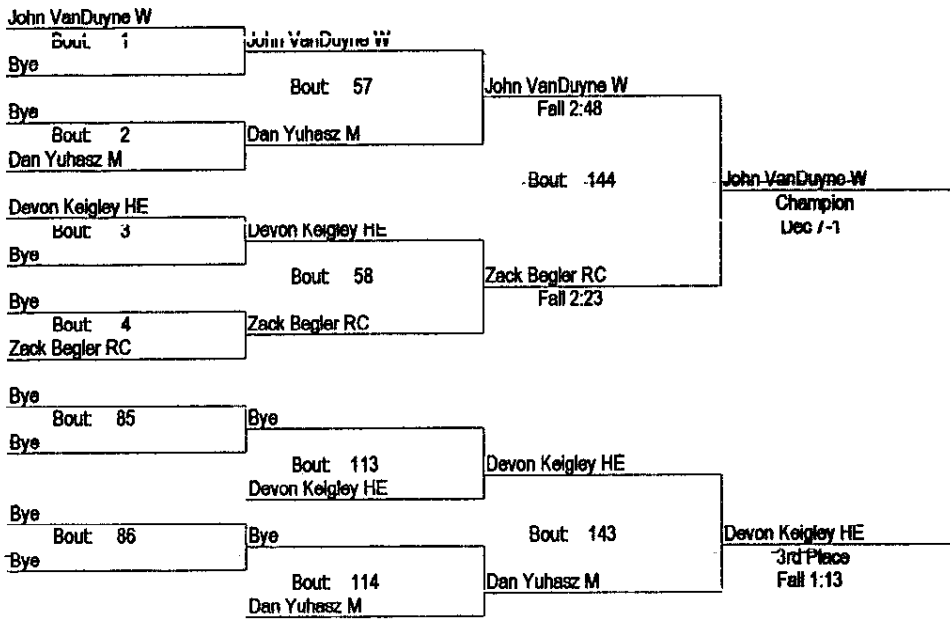 John VanDuyne W
Bout: 1
Bye
John VanDuyne W
Bout: 57
Bye
Bout: 2
Dan Yuhasz M
Dan Yuhasz M
John VanDuyne W
Fall 2:48
Bout: 144
Devon Keigley HE
Bout: 3
Bye
Devon Keigley HE
Bout: 58
Bye
Bout: 4
Zack Begler RC
Zack Begler RC
Zack Begler RC
Fall 2:23
John VanDuyne W
Champion
Dec 7-1
Bye
Bout: 85
Bye
Bye
Bout: 113
Devon Keigley HE
Devon Keigley HE
Bye
Bout: 86
Bye
Bye
Bout: 114
Dan Yuhasz M
Dan Yuhasz M
Bout: 143
Devon Keigley HE
3rd Place
Fall 1:13